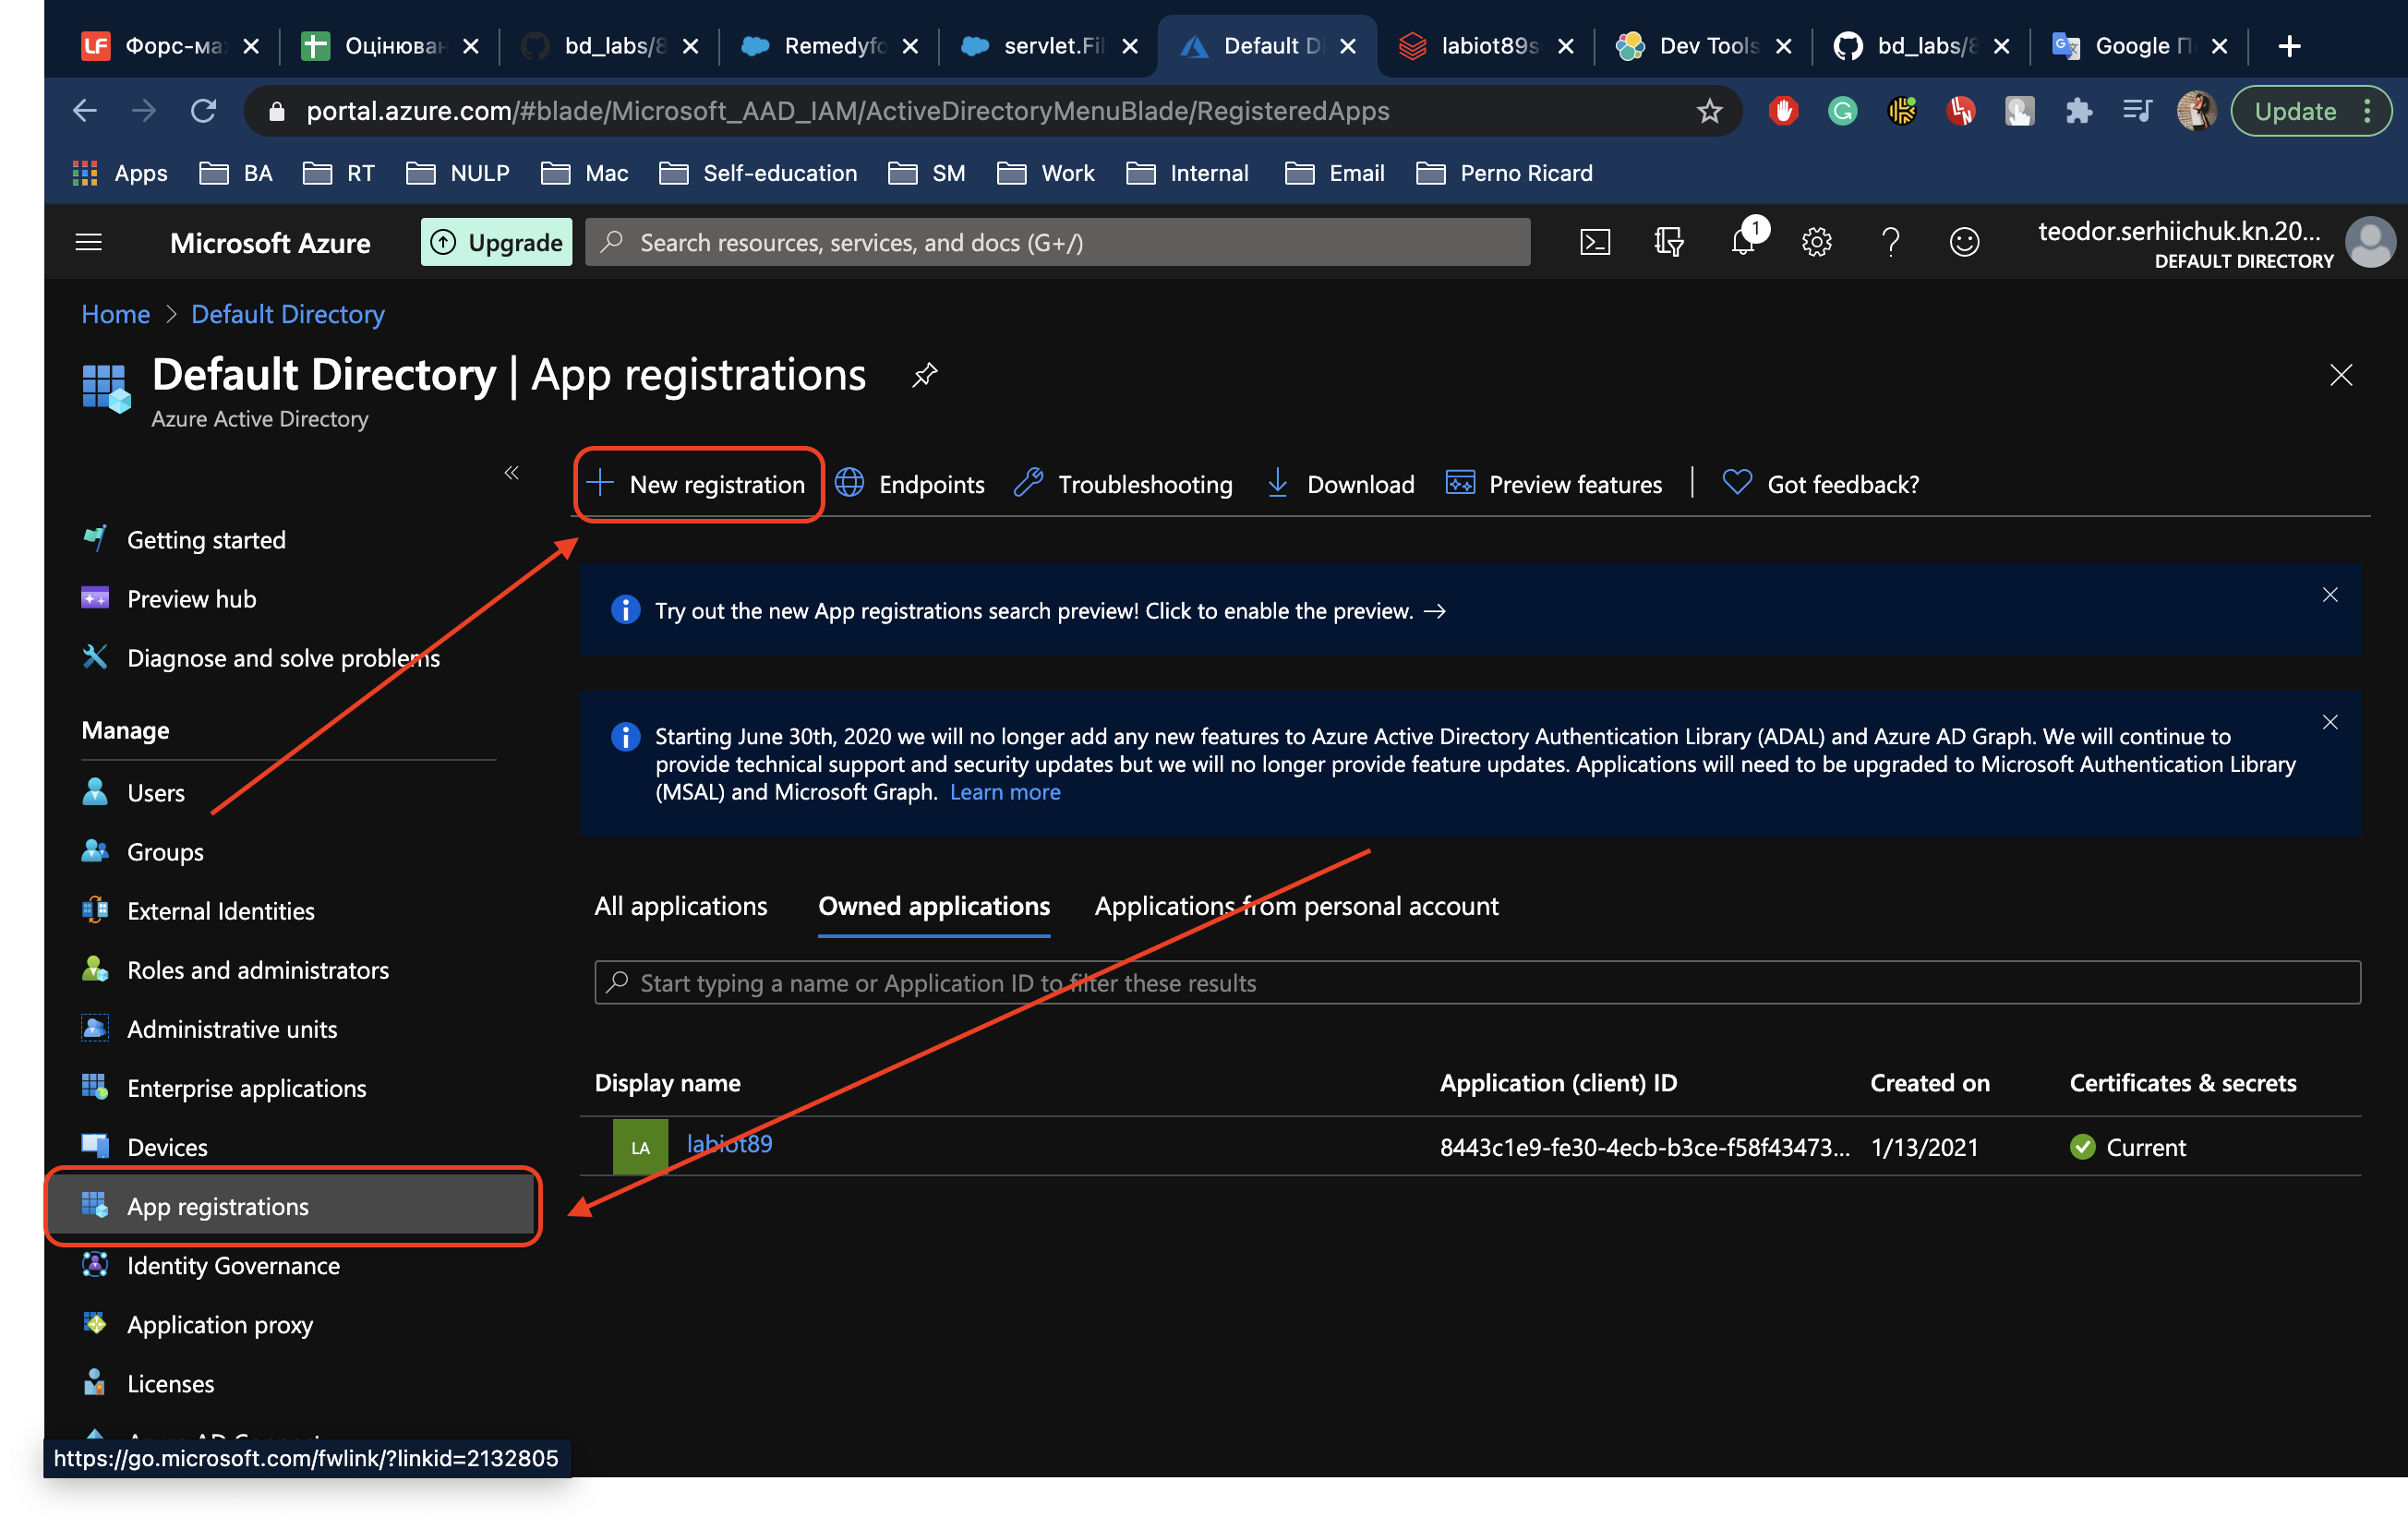 LF Форс-ма
Оцінюван
bd_labs/8
Remedyfo
servlet.Fil
Default Di
labiot89s
Dev Tools
bd_labs/8
Google П
portal.azure.com/#blade/Microsoft_AAD_IAM/ActiveDirectoryMenuBlade/RegisteredApps
Update
Apps
BA
RT
NULP
Mac
Self-education
SM
Work
Internal
Email
Perno Ricard
Microsoft Azure
Upgrade
Search resources, services, and docs (G+/)
1
teodor.serhiichuk.kn.20...
DEFAULT DIRECTORY
Home > Default Directory
Default Directory | App registrations
Azure Active Directory
«
New registration
Endpoints
Troubleshooting
Download
Preview features
Got feedback?
Getting started
Preview hub
Diagnose and solve problems
Manage
Users
Groups
External Identities
Roles and administrators
Administrative units
Enterprise applications
Devices
App registrations
Identity Governance
Application proxy
Licenses
Azure AD Connect
https://go.microsoft.com/fwlink/?linkid=2132805
Try out the new App registrations search preview! Click to enable the preview. →
Starting June 30th, 2020 we will no longer add any new features to Azure Active Directory Authentication Library (ADAL) and Azure AD Graph. We will continue to
provide technical support and security updates but we will no longer provide feature updates. Applications will need to be upgraded to Microsoft Authentication Library
(MSAL) and Microsoft Graph. Learn more
All applications
Owned applications
Applications from personal account
Start typing a name or Application ID to filter these results
Display name
Application (client) ID
Created on
Certificates & secrets
LA
labiot89
8443c1e9-fe30-4ecb-b3ce-f58f43473...
1/13/2021
Current